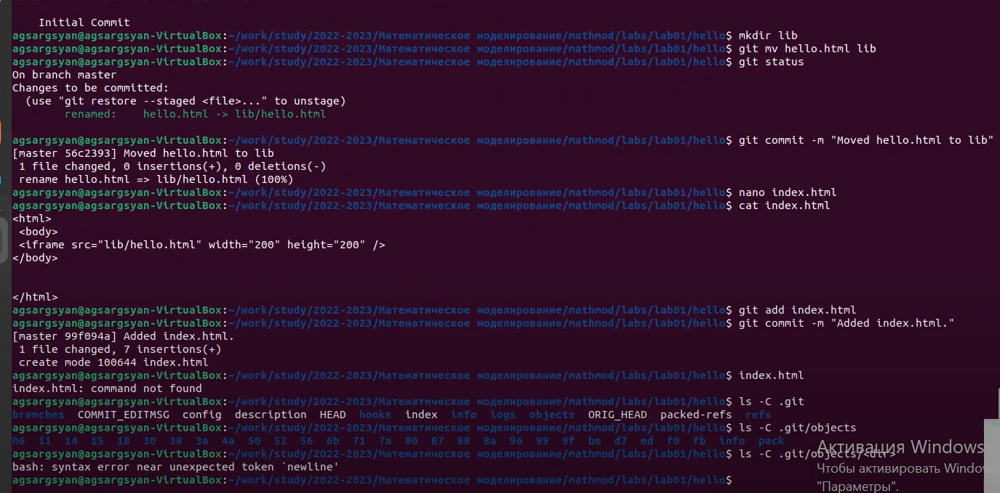 Initial Commit
agsargsyan@agsargsyan-VirtualBox:~/work/study/2022-2023/Математическое моделирование/mathmod/labs/lab01/hello$ mkdir lib
agsargsyan@agsargsyan-VirtualBox:~/work/study/2022-2023/Математическое моделирование/mathmod/labs/lab01/hello$ git mv hello.html lib
agsargsyan@agsargsyan-VirtualBox:~/work/study/2022-2023/Математическое моделирование/mathmod/labs/lab01/hello$ git status
On branch master
Changes to be committed:
  (use "git restore --staged <file>..." to unstage)
        renamed:    hello.html -> lib/hello.html
agsargsyan@agsargsyan-VirtualBox:~/work/study/2022-2023/Математическое моделирование/mathmod/labs/lab01/hello$ git commit -m "Moved hello.html to lib"
[master 56c2393] Moved hello.html to lib
 1 file changed, 0 insertions(+), 0 deletions(-)
 rename hello.html => lib/hello.html (100%)
agsargsyan@agsargsyan-VirtualBox:~/work/study/2022-2023/Математическое моделирование/mathmod/labs/lab01/hello$ nano index.html
agsargsyan@agsargsyan-VirtualBox:~/work/study/2022-2023/Математическое моделирование/mathmod/labs/lab01/hello$ cat index.html
<html>
 <body>
 <iframe src="lib/hello.html" width="200" height="200" />
</body>
</html>
agsargsyan@agsargsyan-VirtualBox:~/work/study/2022-2023/Математическое моделирование/mathmod/labs/lab01/hello$ git add index.html
agsargsyan@agsargsyan-VirtualBox:~/work/study/2022-2023/Математическое моделирование/mathmod/labs/lab01/hello$ git commit -m "Added index.html."
[master 99f094a] Added index.html.
 1 file changed, 7 insertions(+)
 create mode 100644 index.html
agsargsyan@agsargsyan-VirtualBox:~/work/study/2022-2023/Математическое моделирование/mathmod/labs/lab01/hello$ index.html
index.html: command not found
agsargsyan@agsargsyan-VirtualBox:~/work/study/2022-2023/Математическое моделирование/mathmod/labs/lab01/hello$ ls -C .git
branches  COMMIT_EDITMSG  config  description  HEAD  hooks  index  info  logs  objects  ORIG_HEAD  packed-refs  refs
agsargsyan@agsargsyan-VirtualBox:~/work/study/2022-2023/Математическое моделирование/mathmod/labs/lab01/hello$ ls -C .git/objects
06  11  14  15  18  30  38  3a  4a  50  52  56  6b  71  7a  80  87  88  8a  96  99  9f  be  d7  ed  f0  fb  info  pack
agsargsyan@agsargsyan-VirtualBox:~/work/study/2022-2023/Математическое моделирование/mathmod/labs/lab01/hello$ ls -C .git/objects/<dir>
bash: syntax error near unexpected token `newline'
agsargsyan@agsargsyan-VirtualBox:~/work/study/2022-2023/Математическое моделирование/mathmod/labs/lab01/hello$
Активация Windows
Чтобы активировать Windows,
"Параметры".